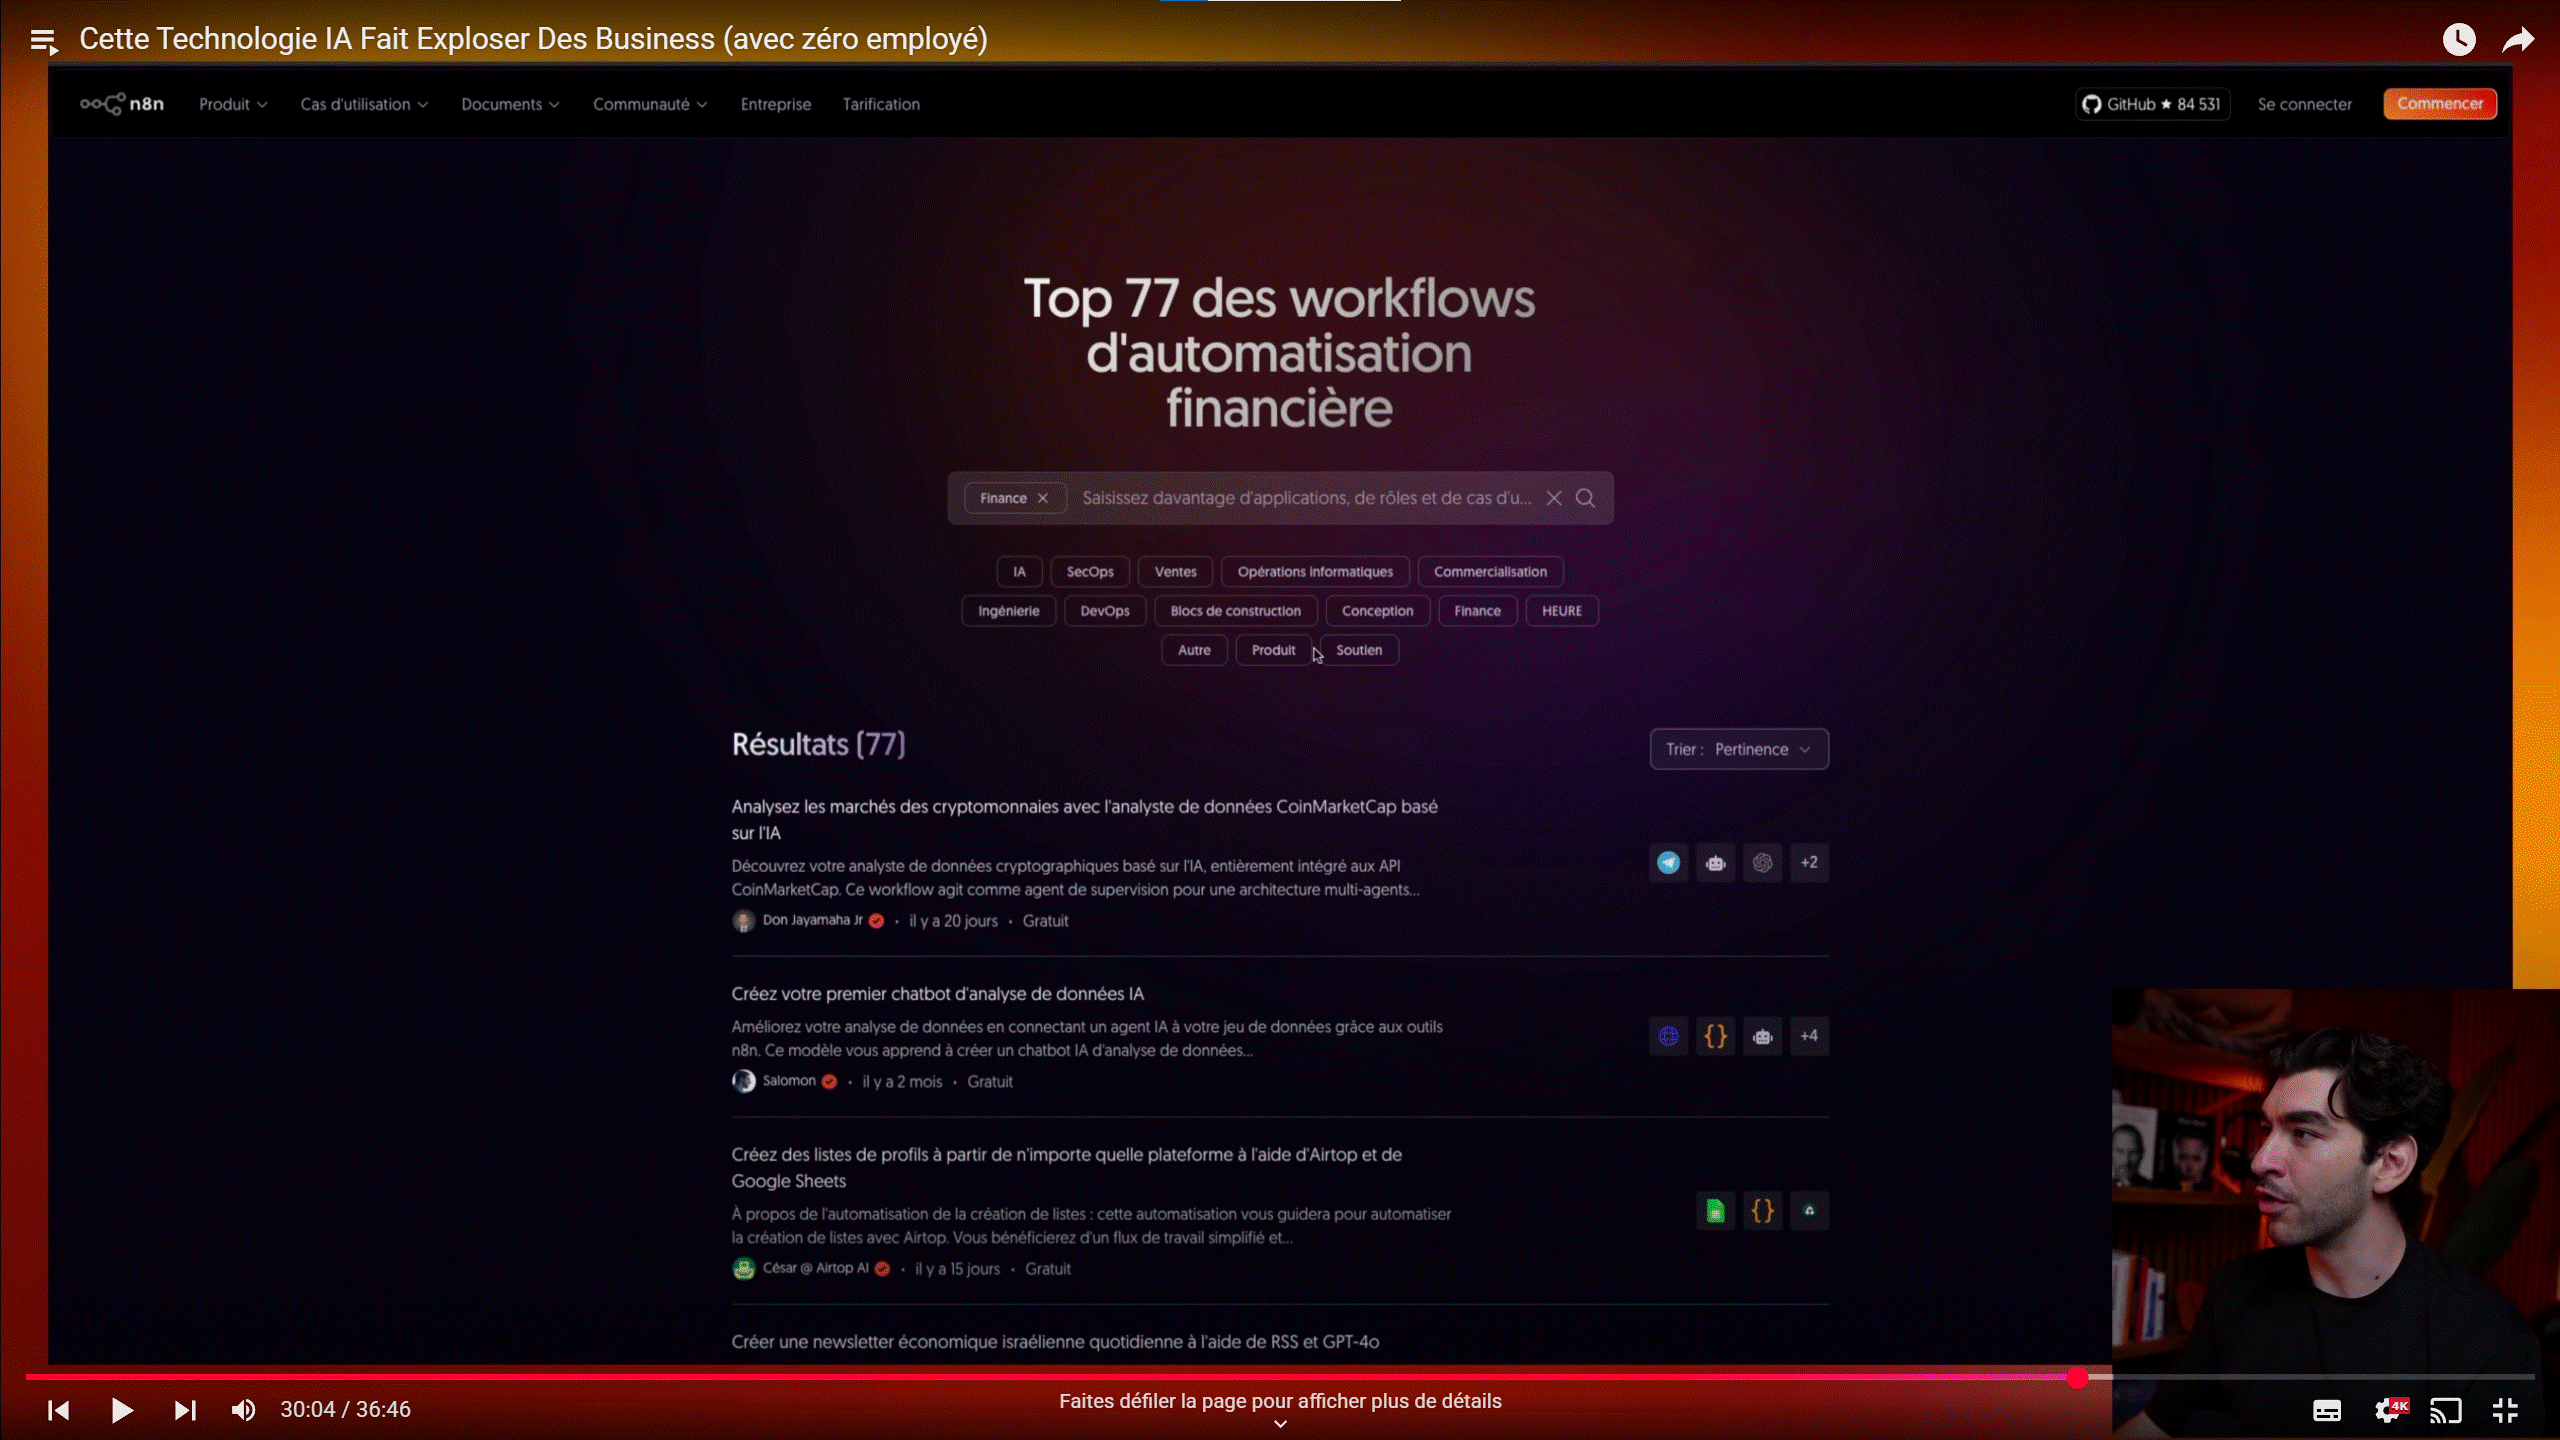 Cette Technologie IA Fait Exploser Des Business (avec zéro employé)
n8n Produit Cas d'utilisation Documents Communauté Entreprise Tarification GitHub ★ 84 531 Se connecter Commencer
Top 77 des workflows
d'automatisation
financière
Finance Saisissez davantage d'applications, de rôles et de cas d'u...
IA SecOps Ventes Opérations informatiques Commercialisation
Ingénierie DevOps Blocs de construction Conception Finance HEURE
Autre Produit Soutien
Résultats (77)
Trier : Pertinence
Analysez les marchés des cryptomonnaies avec l'analyste de données CoinMarketCap basé
sur l'IA
Découvrez votre analyste de données cryptographiques basé sur l'IA, entièrement intégré aux API
CoinMarketCap. Ce workflow agit comme agent de supervision pour une architecture multi-agents...
+2
Don Jayamaha Jr · il y a 20 jours · Gratuit
Créez votre premier chatbot d'analyse de données IA
Améliorez votre analyse de données en connectant un agent IA à votre jeu de données grâce aux outils
n8n. Ce modèle vous apprend à créer un chatbot IA d'analyse de données...
+4
Salomon · il y a 2 mois · Gratuit
Créez des listes de profils à partir de n'importe quelle plateforme à l'aide d'Airtop et de
Google Sheets
À propos de l'automatisation de la création de listes : cette automatisation vous guidera pour automatiser
la création de listes avec Airtop. Vous bénéficierez d'un flux de travail simplifié et...
César @ Airtop AI · il y a 15 jours · Gratuit
Créer une newsletter économique israélienne quotidienne à l'aide de RSS et GPT-4o
30:04 / 36:46
Faites défiler la page pour afficher plus de détails
4K